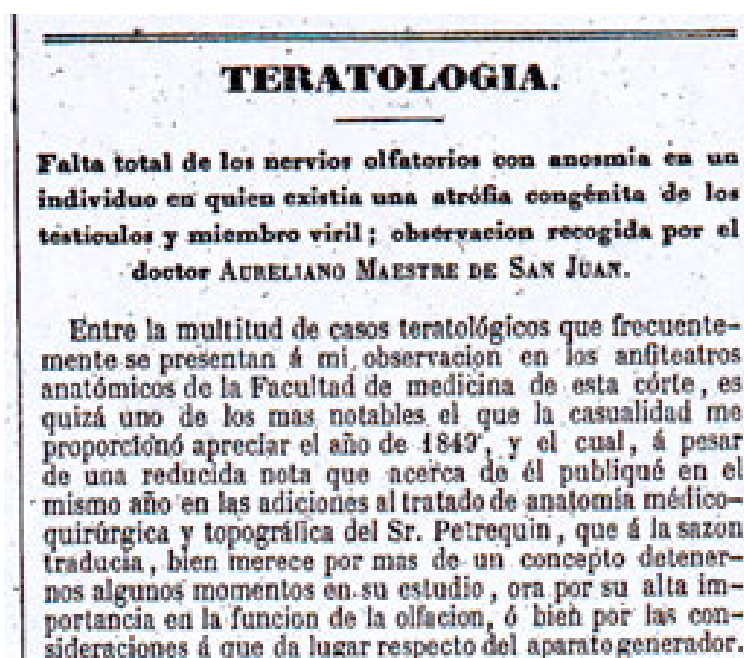 TERATOLOGIA.
Falta total de los nervios olfatorios con anosmia en un
individuo en quien existia una atrófia congénita de los
testiculos y miembro viril; observacion recogida por el
doctor AURELIANO MAESTRE DE SAN JUAN.
Entre la multitud de casos teratológicos que frecuente-
mente se presentan á mi observacion en los anfiteatros
anatómicos de la Facultad de medicina de esta córte, es
quizá uno de los mas notables el que la casualidad me
proporcionó apreciar el año de 1849, y el cual, á pesar
de una reducida nota que acerca de él publiqué en el
mismo año en las adiciones al tratado de anatomía médico-
quirúrgica y topográfica del Sr. Petrequin, que á la sazon
traducia, bien merece por mas de un concepto detener-
nos algunos momentos en su estudio, ora por su alta im-
portancia en la funcion de la olfacion, ó bien por las con-
sideraciones á que da lugar respecto del aparato generador.